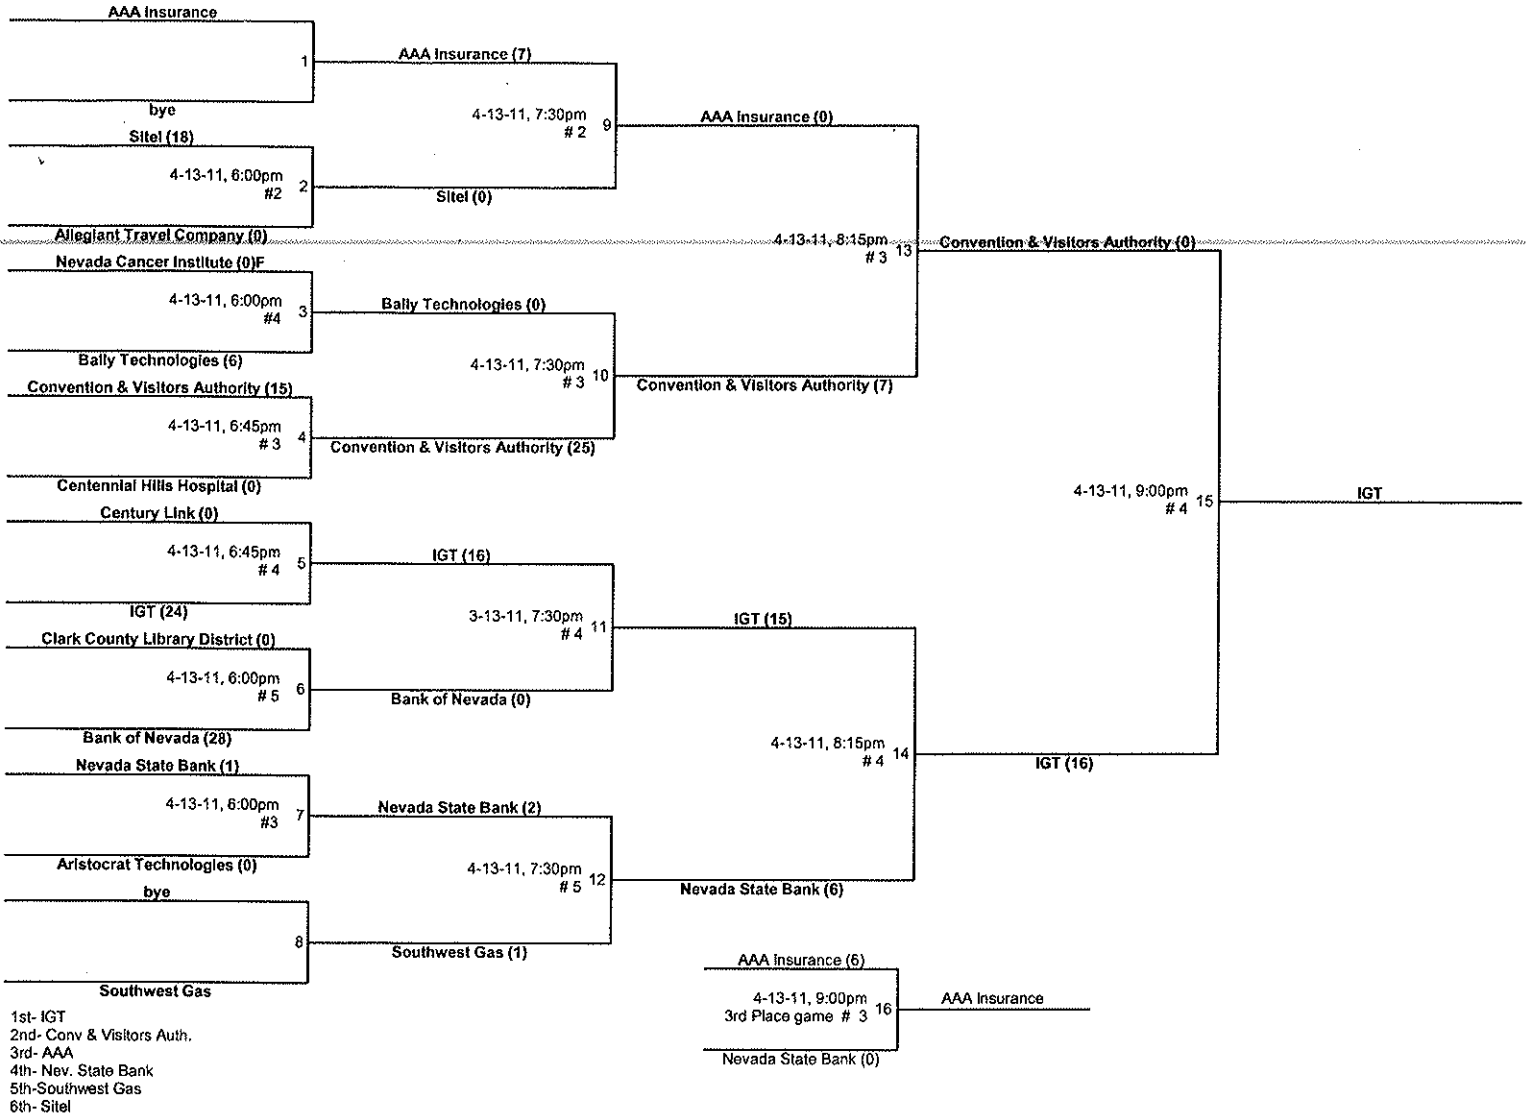 AAA Insurance
1
bye
Sitel (18)
4-13-11, 6:00pm
#2
2
Allegiant Travel Company (0)
Nevada Cancer Institute (0)F
4-13-11, 6:00pm
#4
3
Bally Technologies (6)
Convention & Visitors Authority (15)
4-13-11, 6:45pm
# 3
4
Centennial Hills Hospital (0)
Century Link (0)
4-13-11, 6:45pm
# 4
5
IGT (24)
Clark County Library District (0)
4-13-11, 6:00pm
# 5
6
Bank of Nevada (28)
Nevada State Bank (1)
4-13-11, 6:00pm
#3
7
Aristocrat Technologies (0)
bye
8
Southwest Gas
AAA Insurance (7)
4-13-11, 7:30pm
# 2
9
Sitel (0)
Bally Technologies (0)
4-13-11, 7:30pm
# 3
10
Convention & Visitors Authority (25)
IGT (16)
3-13-11, 7:30pm
# 4
11
Bank of Nevada (0)
Nevada State Bank (2)
4-13-11, 7:30pm
# 5
12
Southwest Gas (1)
AAA Insurance (0)
4-13-11, 8:15pm
# 3
13
Convention & Visitors Authority (7)
IGT (15)
4-13-11, 8:15pm
# 4
14
Nevada State Bank (6)
Convention & Visitors Authority (0)
4-13-11, 9:00pm
# 4
15
IGT (16)
IGT
AAA Insurance (6)
4-13-11, 9:00pm
3rd Place game # 3
16
Nevada State Bank (0)
AAA Insurance
1st- IGT
2nd- Conv & Visitors Auth.
3rd- AAA
4th- Nev. State Bank
5th-Southwest Gas
6th- Sitel